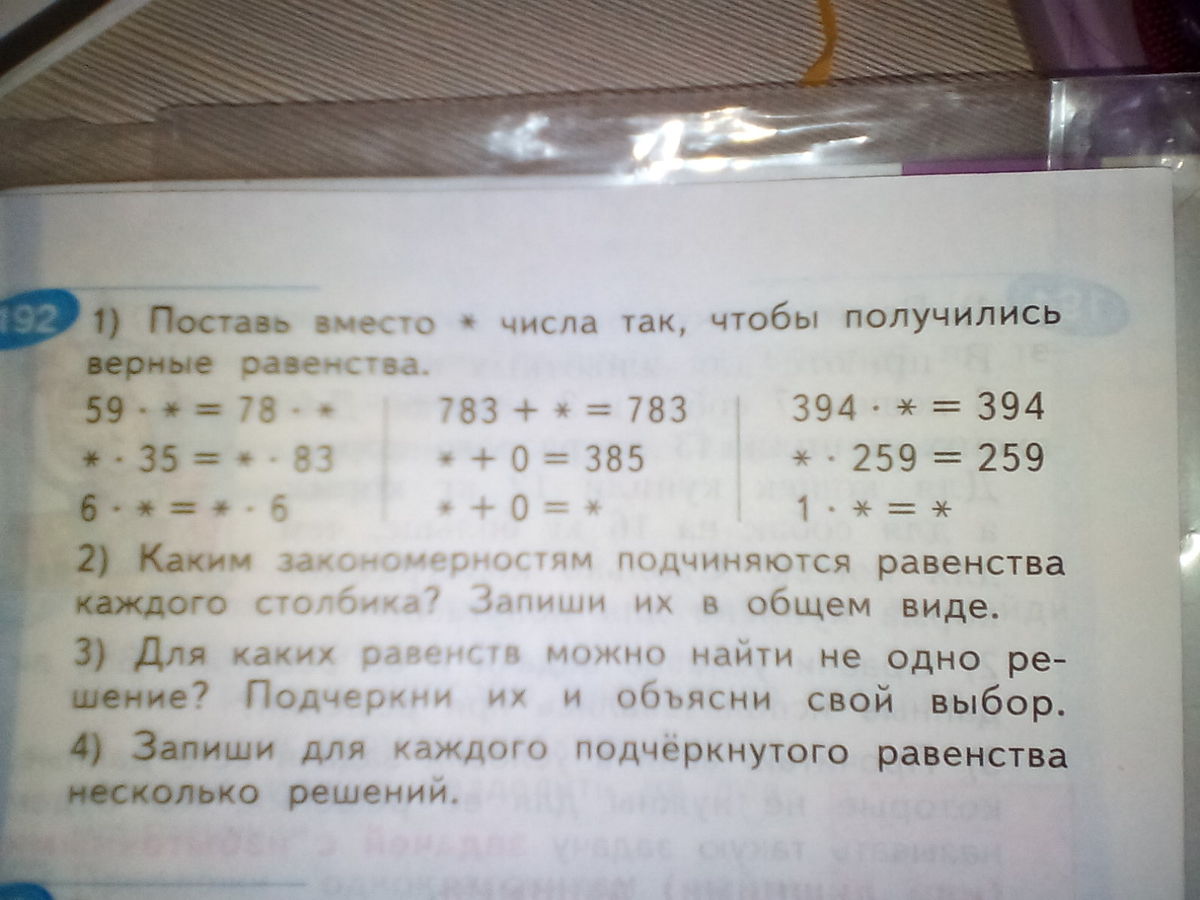 192 1) Поставь вместо * числа так, чтобы получились
верные равенства.
59 · * = 78 · * 783 + * = 783 394 · * = 394
* · 35 = * · 83 * + 0 = 385 * · 259 = 259
6 · * = * · 6 * + 0 = * 1 · * = *
2) Каким закономерностям подчиняются равенства
каждого столбика? Запиши их в общем виде.
3) Для каких равенств можно найти не одно ре-
шение? Подчеркни их и объясни свой выбор.
4) Запиши для каждого подчёркнутого равенства
несколько решений.